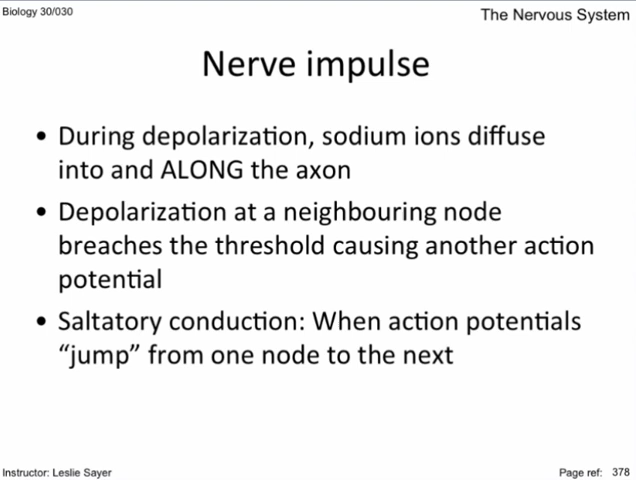 Biology 30/030
The Nervous System
Nerve impulse
• During depolarization, sodium ions diffuse
into and ALONG the axon
• Depolarization at a neighbouring node
breaches the threshold causing another action
potential
• Saltatory conduction: When action potentials
“jump” from one node to the next
Instructor: Leslie Sayer
Page ref: 378